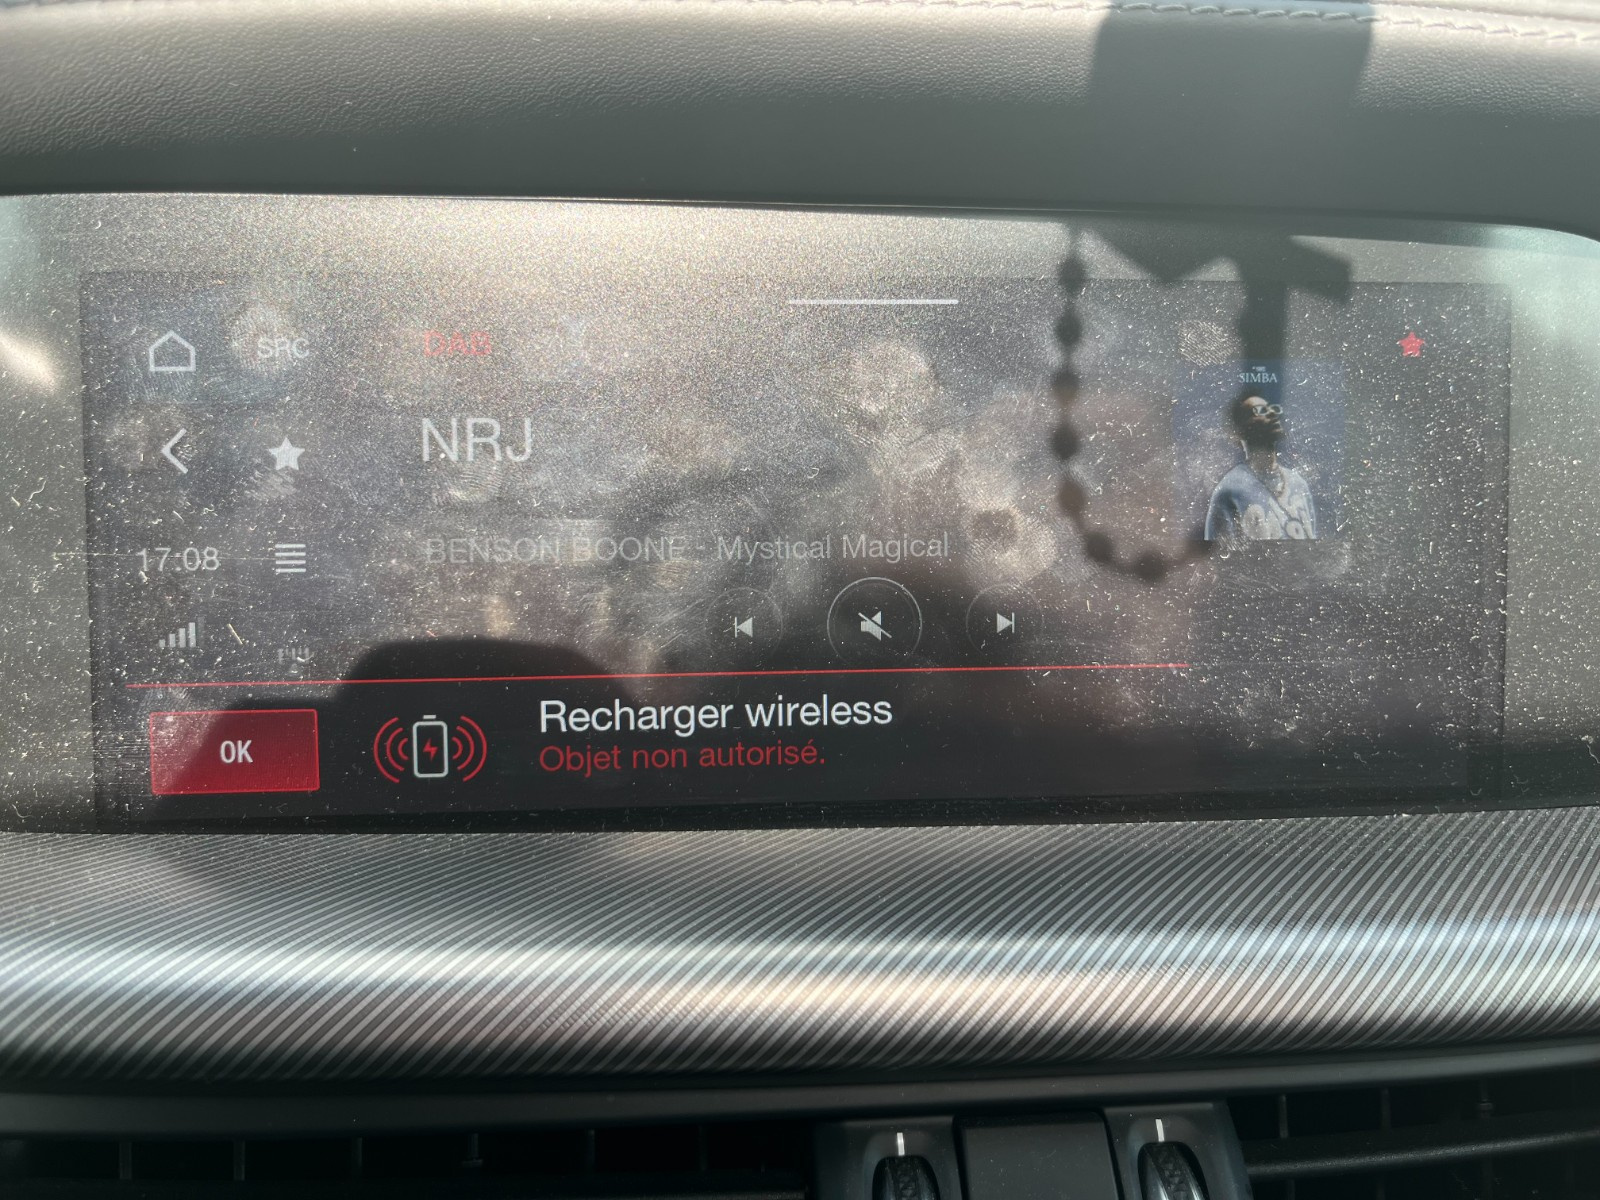 SRC
DAB
SIMBA
NRJ
17:08
BENSON BOONE - Mystical Magical
OK
Recharger wireless
Objet non autorisé.